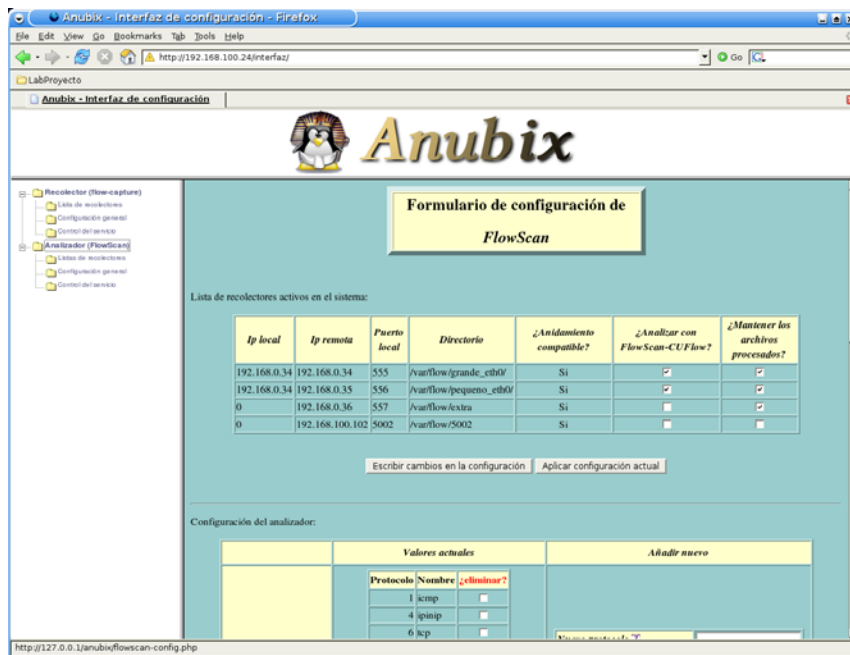 Anubix - Interfaz de configuración - Firefox
File Edit View Go Bookmarks Tab Tools Help
http://192.168.100.24/interfaz/ Go
LabProyecto
Anubix - Interfaz de configuración
Anubix
Recolector (flow-capture)
Lista de recolectores
Configuración general
Control del servicio
Analizador (FlowScan)
Listas de recolectores
Configuración general
Control del servicio
Formulario de configuración de
FlowScan
Lista de recolectores activos en el sistema:
Ip local Ip remota Puerto local Directorio ¿Anidamiento compatible? ¿Analizar con FlowScan-CUFlow? ¿Mantener los archivos procesados?
192.168.0.34 192.168.0.34 555 /var/flow/grande_eth0/ Si
192.168.0.34 192.168.0.35 556 /var/flow/pequeno_eth0/ Si
0 192.168.0.36 557 /var/flow/extra Si
0 192.168.100.102 5002 /var/flow/5002 Si
Escribir cambios en la configuración Aplicar configuración actual
Configuración del analizador:
Valores actuales Añadir nuevo
Protocolo Nombre ¿eliminar?
1 icmp
4 ipinip
6 tcp
http://127.0.0.1/anubix/flowscan-config.php